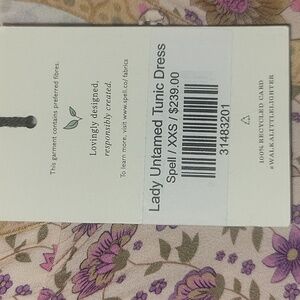 This garment contains preferred fibres.
Lovingly designed,
responsibly created.
To learn more, visit www.spell.co/fabrics
Lady Untamed Tunic Dress
Spell / XXS / $239.00
31483201
100% RECYCLED CARD
#WALKALITTLELIGHTER